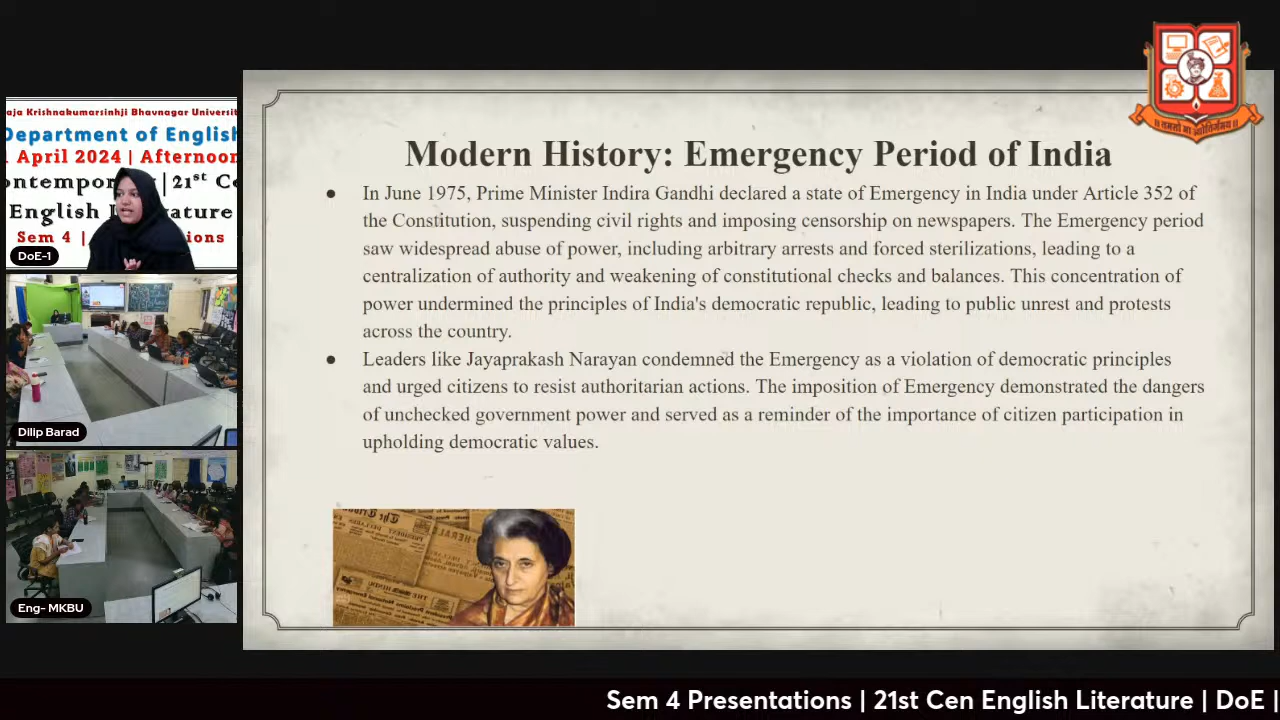 aja Krishnakumarsinhji Bhavnagar Universit
Department of English
April 2024 | Afternoon
21st Ce
English
Sem 4 |
DoE-1
Dilip Barad
Eng- MKBU
Modern History: Emergency Period of India
● In June 1975, Prime Minister Indira Gandhi declared a state of Emergency in India under Article 352 of
the Constitution, suspending civil rights and imposing censorship on newspapers. The Emergency period
saw widespread abuse of power, including arbitrary arrests and forced sterilizations, leading to a
centralization of authority and weakening of constitutional checks and balances. This concentration of
power undermined the principles of India's democratic republic, leading to public unrest and protests
across the country.
● Leaders like Jayaprakash Narayan condemned the Emergency as a violation of democratic principles
and urged citizens to resist authoritarian actions. The imposition of Emergency demonstrated the dangers
of unchecked government power and served as a reminder of the importance of citizen participation in
upholding democratic values.
Sem 4 Presentations | 21st Cen English Literature | DoE |